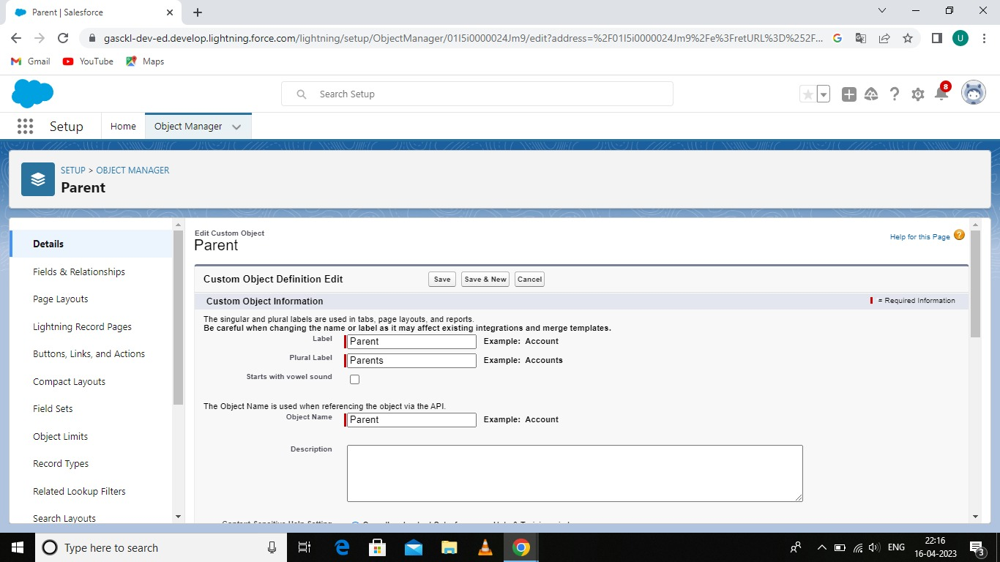 Parent | Salesforce
gasckl-dev-ed.develop.lightning.force.com/lightning/setup/ObjectManager/01I5i0000024Jm9/edit?address=%2F01I5i0000024Jm9%2Fe%3FretURL%3D%252F...
U
Gmail YouTube Maps
Search Setup
8
Setup Home Object Manager
SETUP > OBJECT MANAGER
Parent
Details
Fields & Relationships
Page Layouts
Lightning Record Pages
Buttons, Links, and Actions
Compact Layouts
Field Sets
Object Limits
Record Types
Related Lookup Filters
Search Layouts
Edit Custom Object
Parent
Help for this Page ?
Custom Object Definition Edit Save Save & New Cancel
Custom Object Information = Required Information
The singular and plural labels are used in tabs, page layouts, and reports.
Be careful when changing the name or label as it may affect existing integrations and merge templates.
Label Parent Example: Account
Plural Label Parents Example: Accounts
Starts with vowel sound
The Object Name is used when referencing the object via the API.
Object Name Parent Example: Account
Description
Type here to search
ENG
22:16
16-04-2023
3